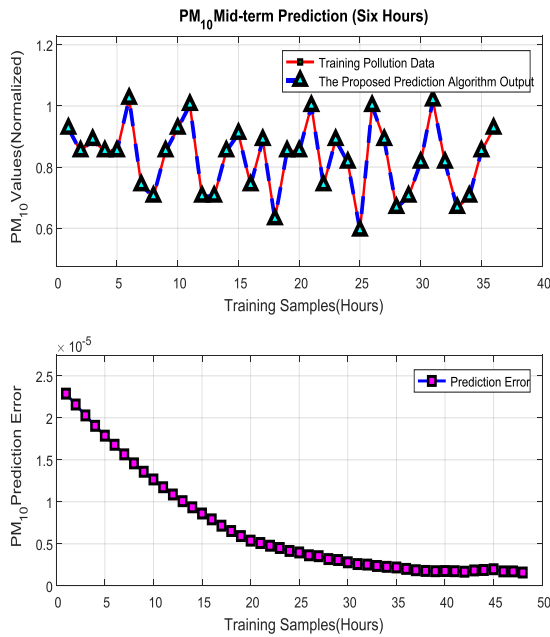 PM10Mid-term Prediction (Six Hours)
1.2
1
0.8
0.6
PM10Values(Normalized)
Training Pollution Data
The Proposed Prediction Algorithm Output
0 5 10 15 20 25 30 35 40
Training Samples(Hours)
× 10-5
2.5
2
1.5
1
0.5
0
PM10Prediction Error
Prediction Error
0 5 10 15 20 25 30 35 40 45 50
Training Samples(Hours)